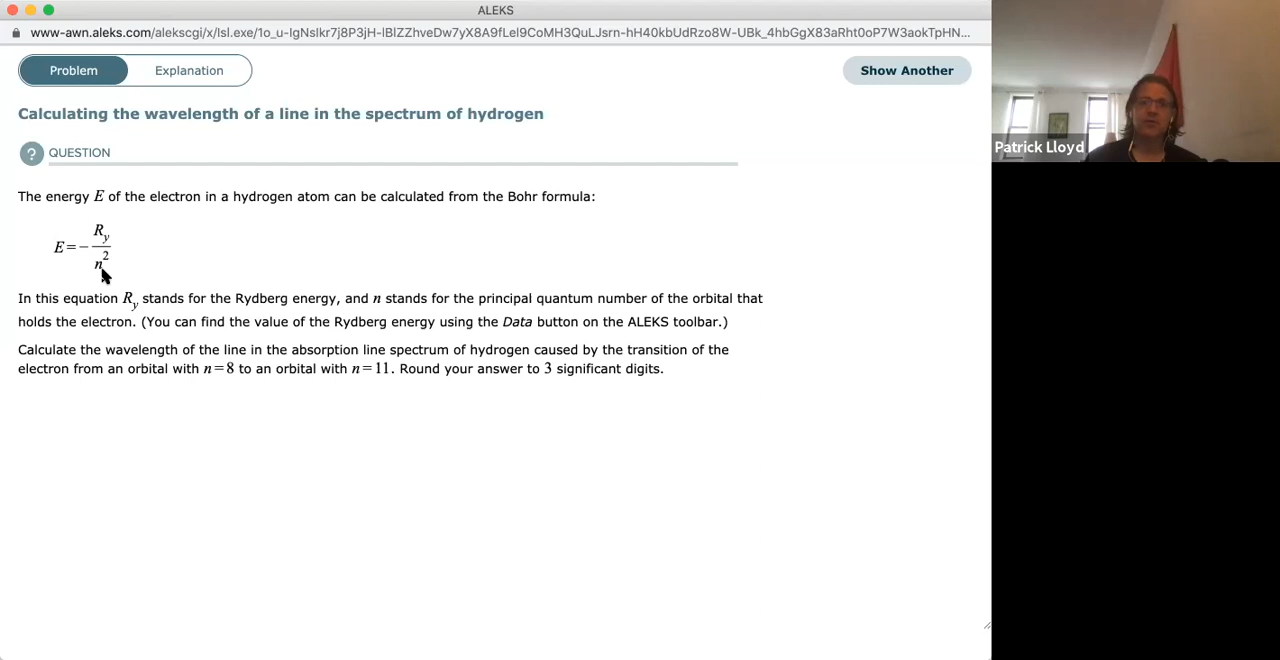 ALEKS
www-awn.aleks.com/alekscgi/x/Isl.exe/1o_u-IgNslkr7j8P3jH-lBlZZhveDw7yX8A9fLeI9CoMH3QuLJsrn-hH40kbUdRzo8W-UBk_4hbGgX83aRht0oP7W3aokTpHN...
Problem Explanation Show Another
Calculating the wavelength of a line in the spectrum of hydrogen
? QUESTION
The energy E of the electron in a hydrogen atom can be calculated from the Bohr formula:
E = − R_y / n²
In this equation R_y stands for the Rydberg energy, and n stands for the principal quantum number of the orbital that
holds the electron. (You can find the value of the Rydberg energy using the Data button on the ALEKS toolbar.)
Calculate the wavelength of the line in the absorption line spectrum of hydrogen caused by the transition of the
electron from an orbital with n=8 to an orbital with n=11. Round your answer to 3 significant digits.
Patrick Lloyd